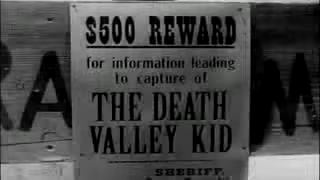 $500 REWARD
for information leading
to capture of
THE DEATH
VALLEY KID
SHERIFF,